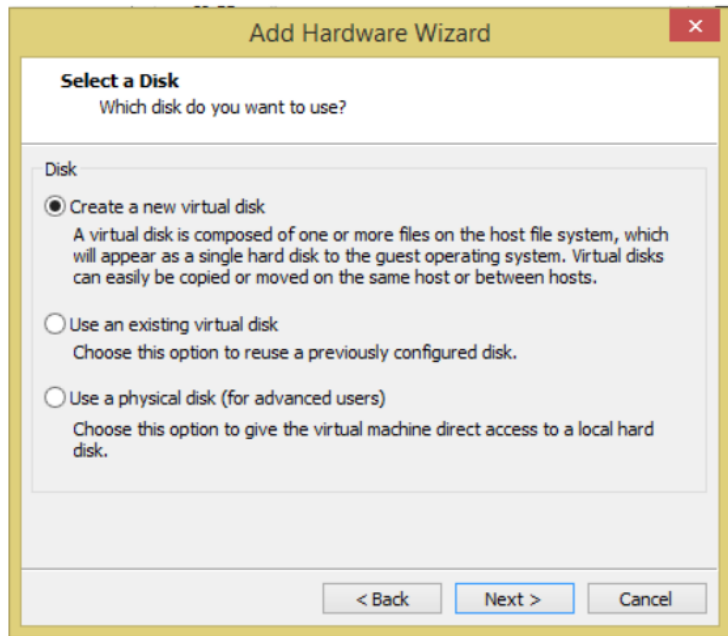 Add Hardware Wizard
Select a Disk
Which disk do you want to use?
Disk
Create a new virtual disk
A virtual disk is composed of one or more files on the host file system, which
will appear as a single hard disk to the guest operating system. Virtual disks
can easily be copied or moved on the same host or between hosts.
Use an existing virtual disk
Choose this option to reuse a previously configured disk.
Use a physical disk (for advanced users)
Choose this option to give the virtual machine direct access to a local hard
disk.
< Back
Next >
Cancel